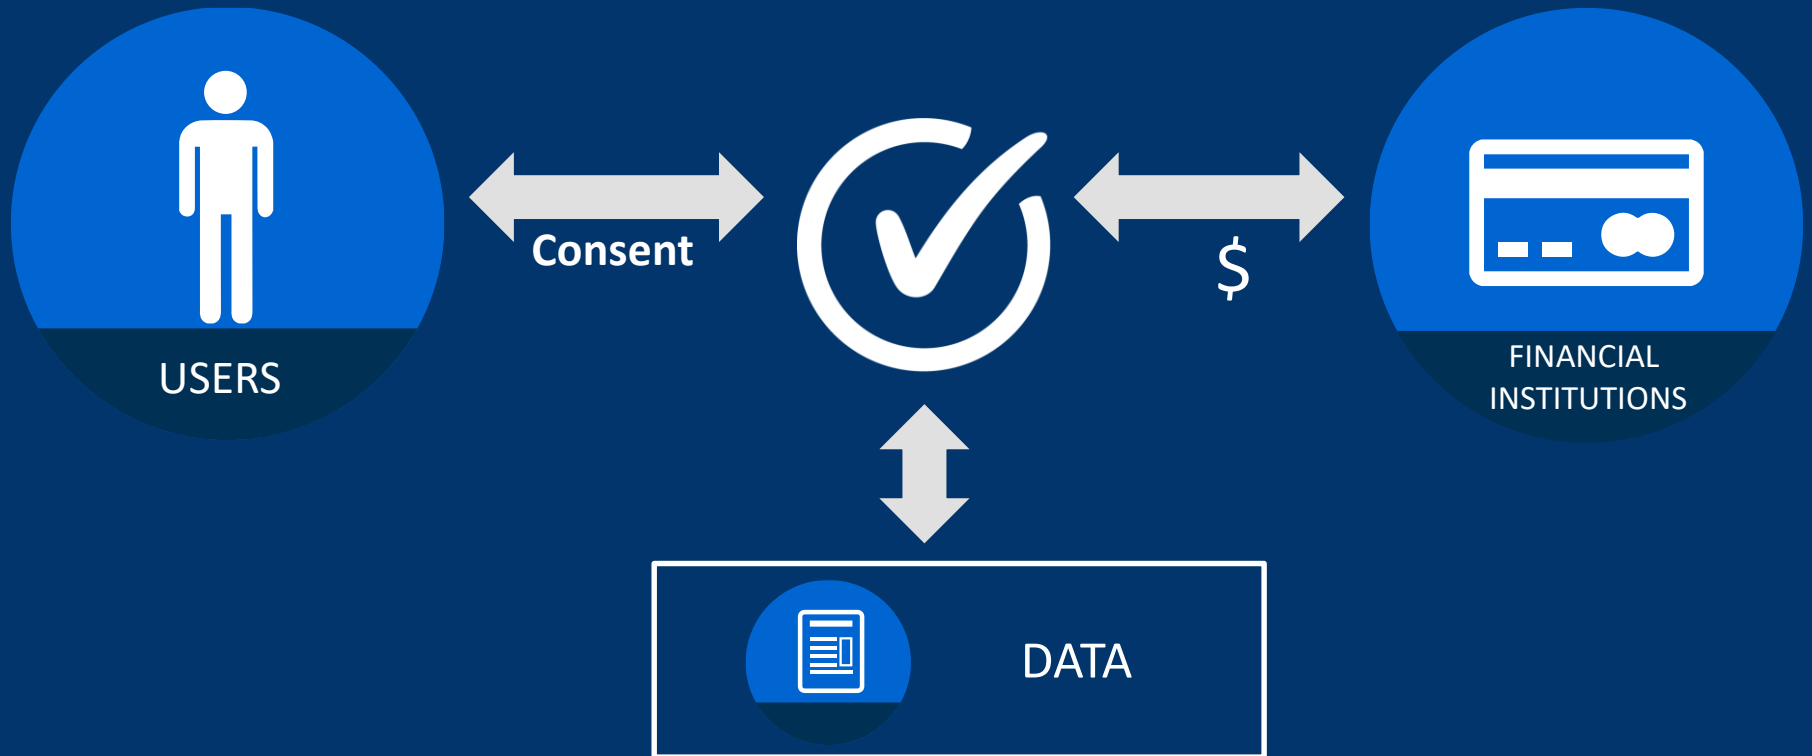 Consent
$
USERS
FINANCIAL
INSTITUTIONS
DATA